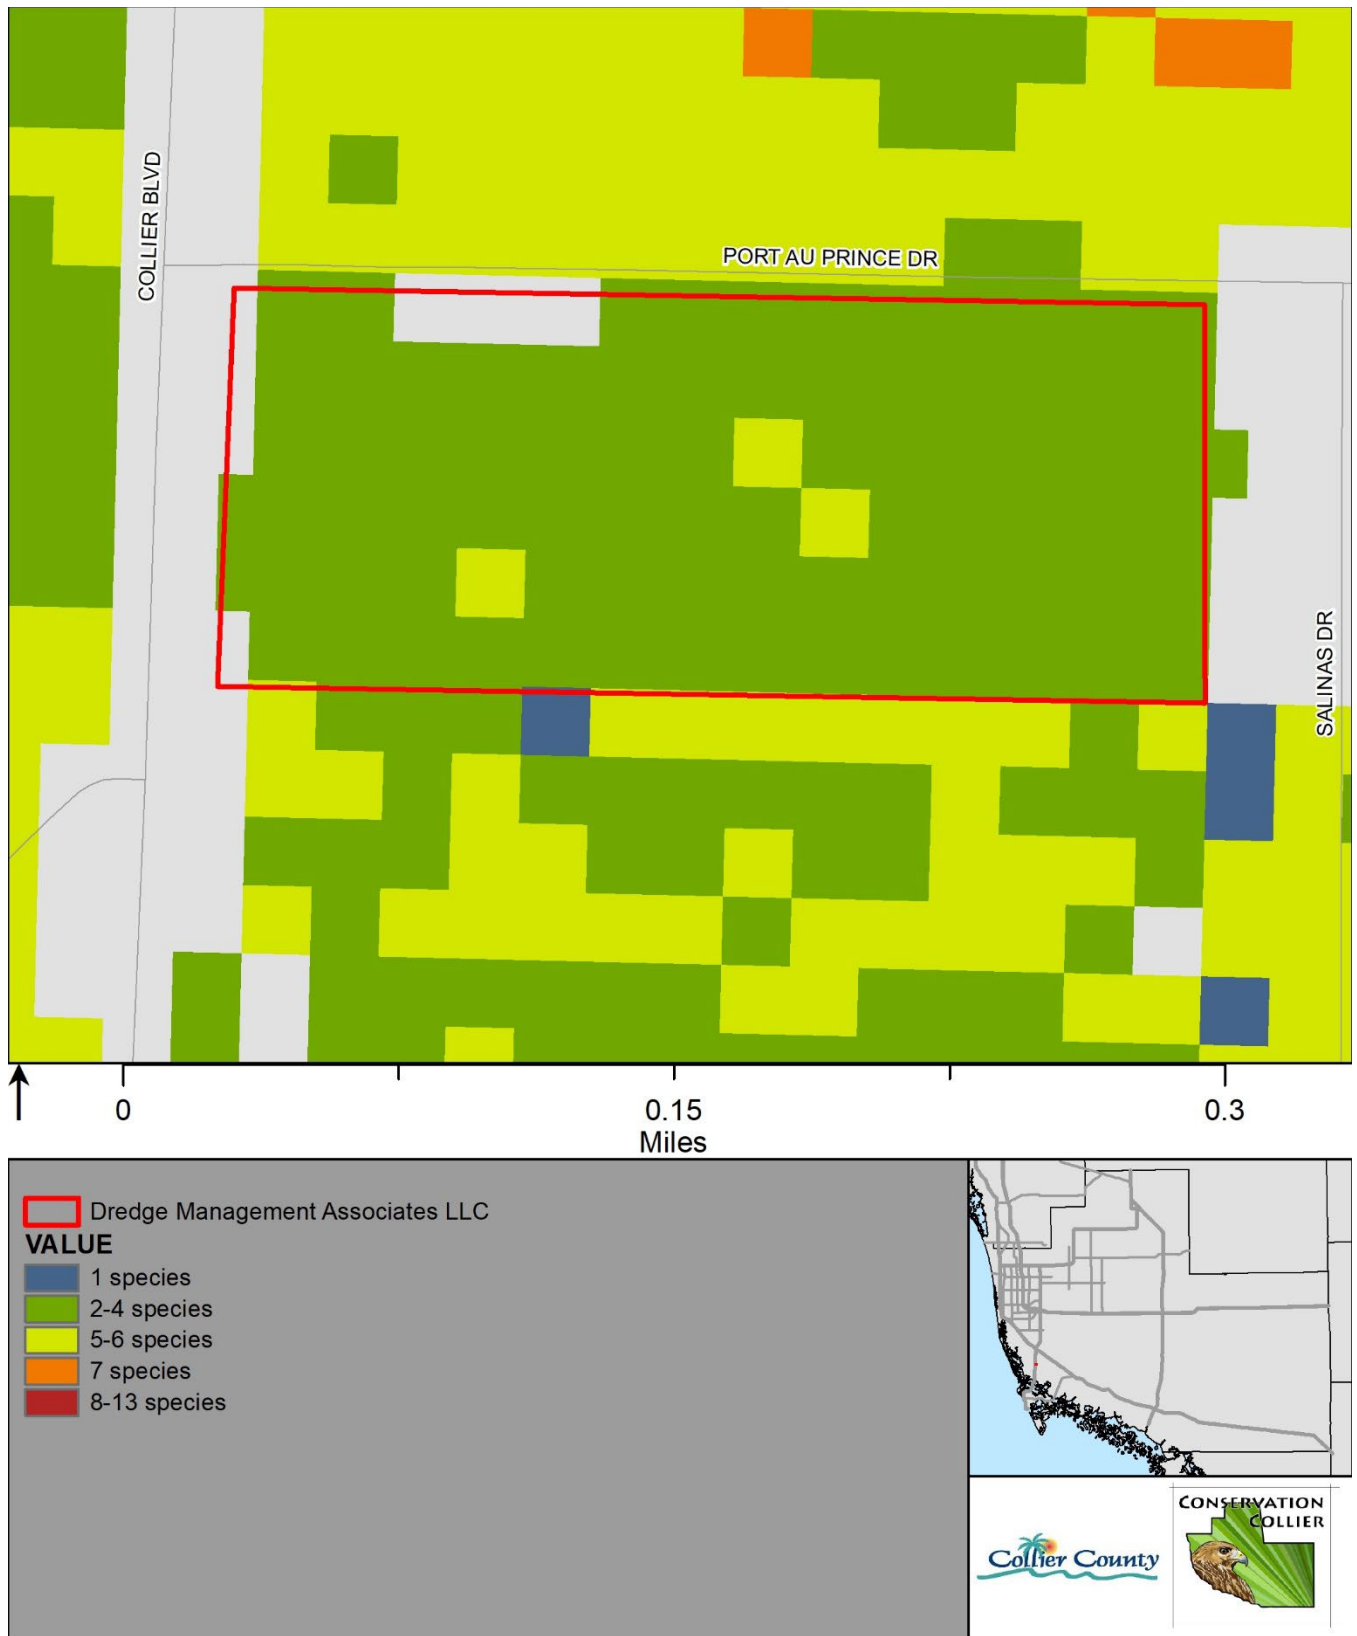 COLLIER BLVD
PORT AU PRINCE DR
SALINAS DR
0
0.15
0.3
Miles
Dredge Management Associates LLC
VALUE
1 species
2-4 species
5-6 species
7 species
8-13 species
Collier County
CONSERVATION
COLLIER